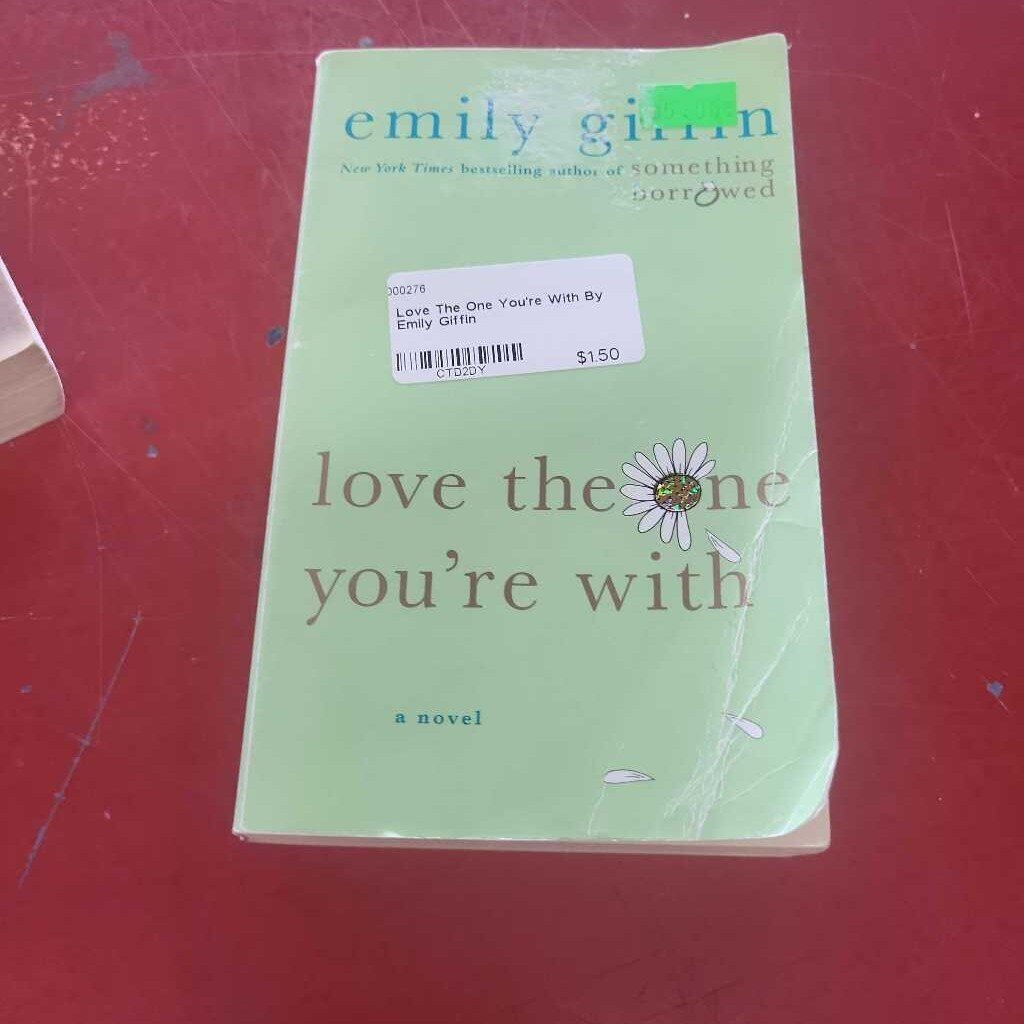 emily giffin
New York Times bestselling author of something
borrowed
000276
Love The One You're With By
Emily Giffin
CTD2DY
$1.50
love the one
you're with
a novel